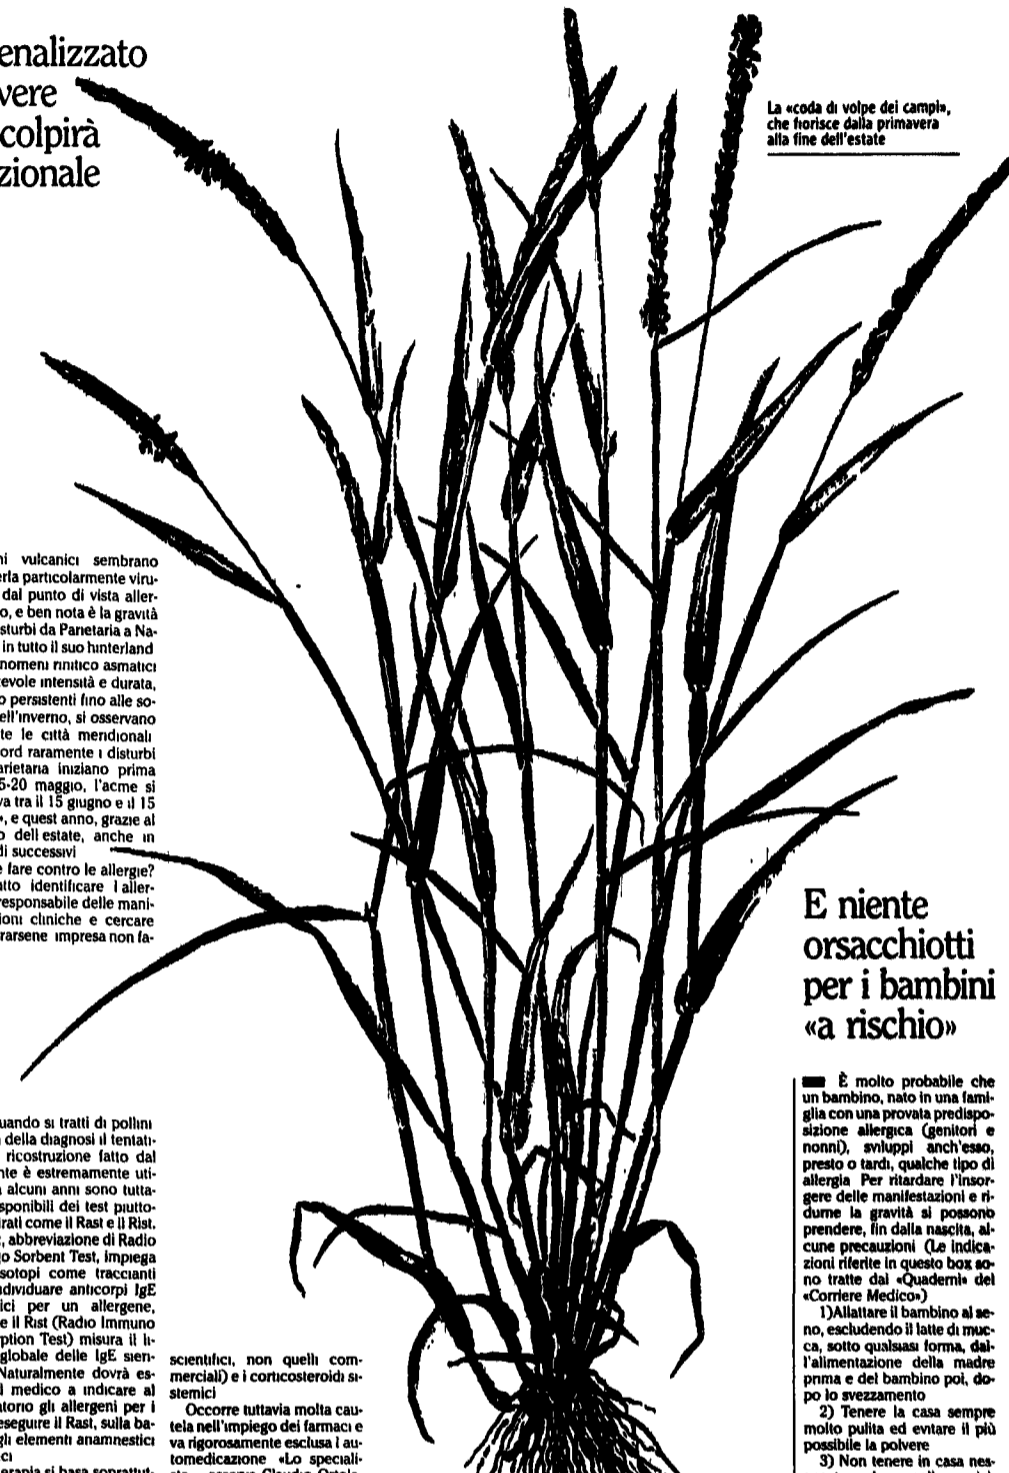 enalizzato
vere
colpirà
zionale
La «coda di volpe dei campi»,
che fiorisce dalla primavera
alla fine dell'estate
ni vulcanici sembrano
erla particolarmente viru-
dal punto di vista aller-
o, e ben nota è la gravità
sturbi da Parietaria a Na-
in tutto il suo hinterland
nomeni rinitico asmatici
evole intensità e durata,
o persistenti fino alle so-
ell'inverno, si osservano
te le città meridionali
ord raramente i disturbi
arietaria iniziano prima
5-20 maggio, l'acme si
va tra il 15 giugno e il 15
», e quest anno, grazie al
o dell estate, anche in
di successivi
e fare contro le allergie?
atto identificare l aller-
responsabile delle mani-
ioni cliniche e cercare
rarsene impresa non fa-
uando si tratti di pollini
della diagnosi il tentati-
ricostruzione fatto dal
nte è estremamente uti-
a alcuni anni sono tutta-
sponibili dei test piutto-
irati come il Rast e il Rist.
, abbreviazione di Radio
o Sorbent Test, impiega
sotopi come traccianti
ndividuare anticorpi IgE
ici per un allergene,
e il Rist (Radio Immuno
ption Test) misura il li-
globale delle IgE sien-
Naturalmente dovrà es-
l medico a indicare al
atorio gli allergeni per i
eseguire il Rast, sulla ba-
gli elementi anamnestici
ci
erapia si basa soprattut-
scientifici, non quelli com-
merciali) e i corticosteroidi si-
stemici
Occorre tuttavia molta cau-
tela nell'impiego dei farmaci e
va rigorosamente esclusa l au-
tomedicazione «Lo speciali-
E niente
orsacchiotti
per i bambini
«a rischio»
È molto probabile che
un bambino, nato in una fami-
glia con una provata predispo-
sizione allergica (genitori e
nonni), sviluppi anch'esso,
presto o tardi, qualche tipo di
allergia Per ritardare l'insor-
gere delle manifestazioni e ri-
durne la gravità si possono
prendere, fin dalla nascita, al-
cune precauzioni (Le indica-
zioni riferite in questo box so-
no tratte dai «Quaderni» del
«Corriere Medico»)
1)Allattare il bambino al se-
no, escludendo il latte di muc-
ca, sotto qualsiasi forma, dal-
l'alimentazione della madre
prima e del bambino poi, do-
po lo svezzamento
2) Tenere la casa sempre
molto pulita ed evitare il più
possibile la polvere
3) Non tenere in casa nes-